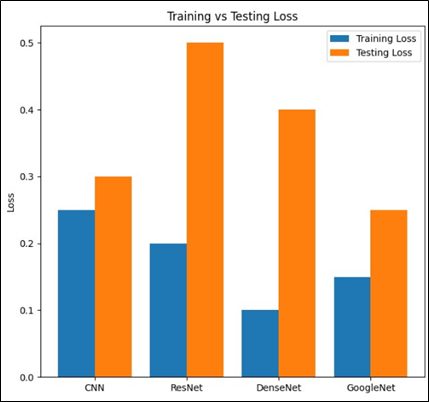 Training vs Testing Loss
Training Loss
Testing Loss
0.5
0.4
0.3
0.2
0.1
0.0
Loss
CNN
ResNet
DenseNet
GoogleNet